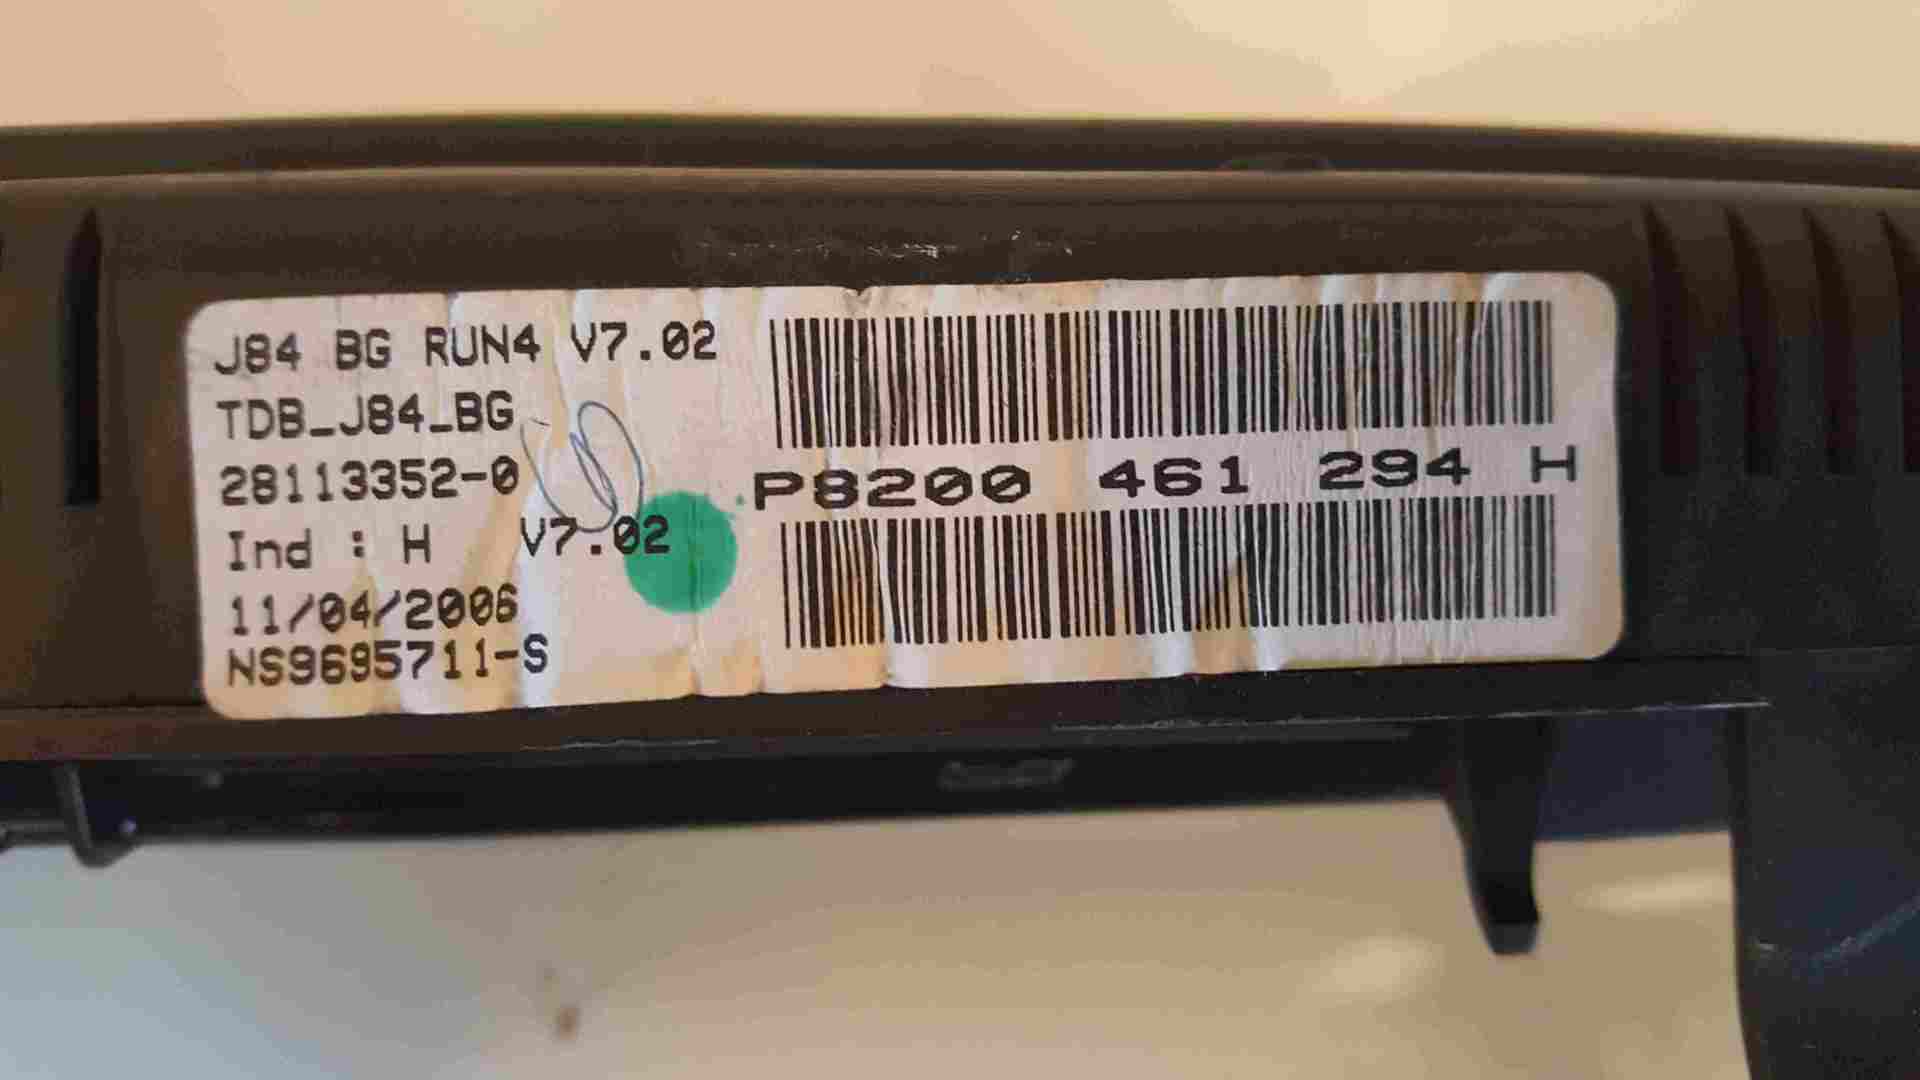 J84 BG RUN4 V7.02
TDB_J84_BG
28113352-0
Ind : H V7.02
11/04/2006
NS9695711-S
P8200 461 294 H